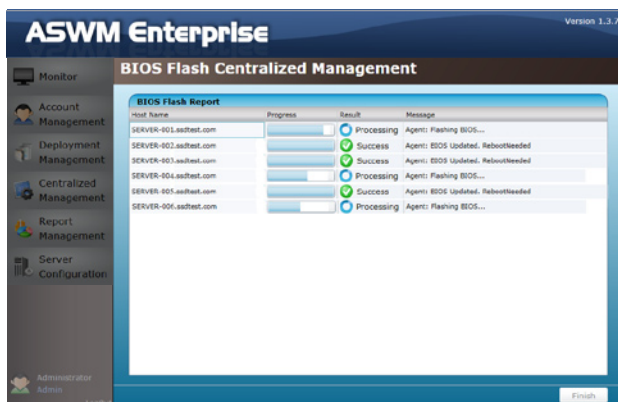 ASWM Enterprise
Version 1.3.7
BIOS Flash Centralized Management
Monitor
Account
Management
Deployment
Management
Centralized
Management
Report
Management
Server
Configuration
Administrator
Admin
BIOS Flash Report
Host Name Progress Result Message
SERVER-001.ssdtest.com Processing Agent: Flashing BIOS...
SERVER-002.ssdtest.com Success Agent: BIOS Updated. RebootNeeded
SERVER-003.ssdtest.com Success Agent: BIOS Updated. RebootNeeded
SERVER-004.ssdtest.com Processing Agent: Flashing BIOS...
SERVER-005.ssdtest.com Success Agent: BIOS Updated. RebootNeeded
SERVER-006.ssdtest.com Processing Agent: Flashing BIOS...
Finish